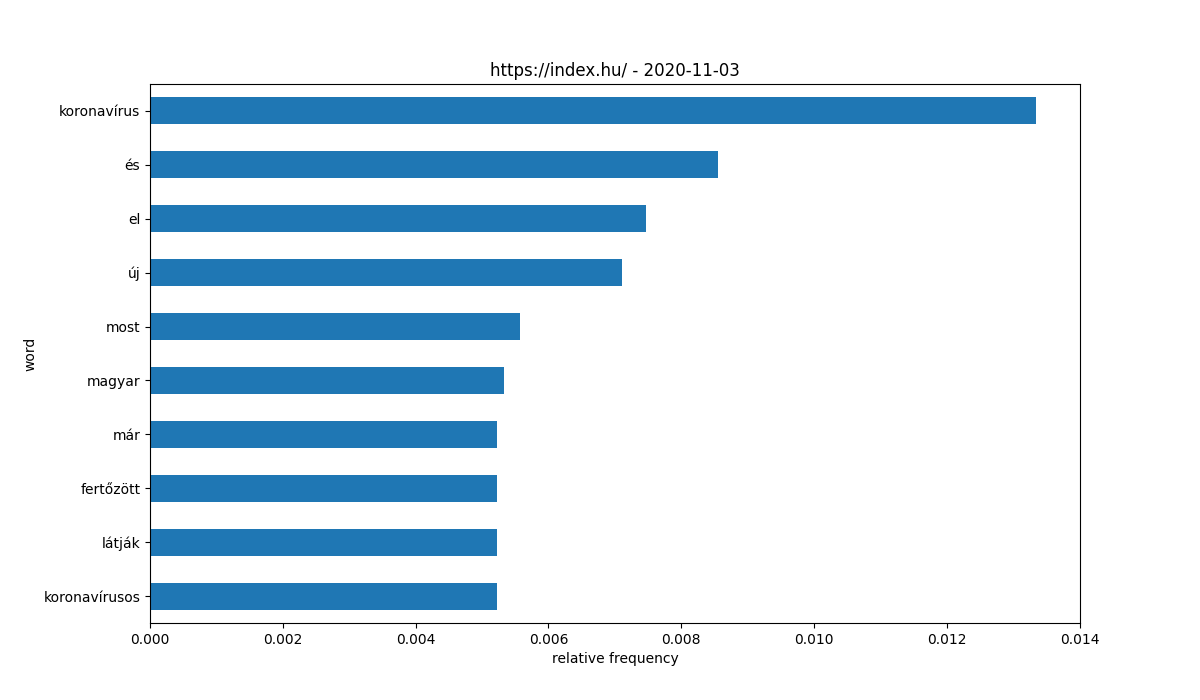 https://index.hu/ - 2020-11-03
koronavírus
és
el
új
most
word
magyar
már
fertőzött
látják
koronavírusos
0.000 0.002 0.004 0.006 0.008 0.010 0.012 0.014
relative frequency